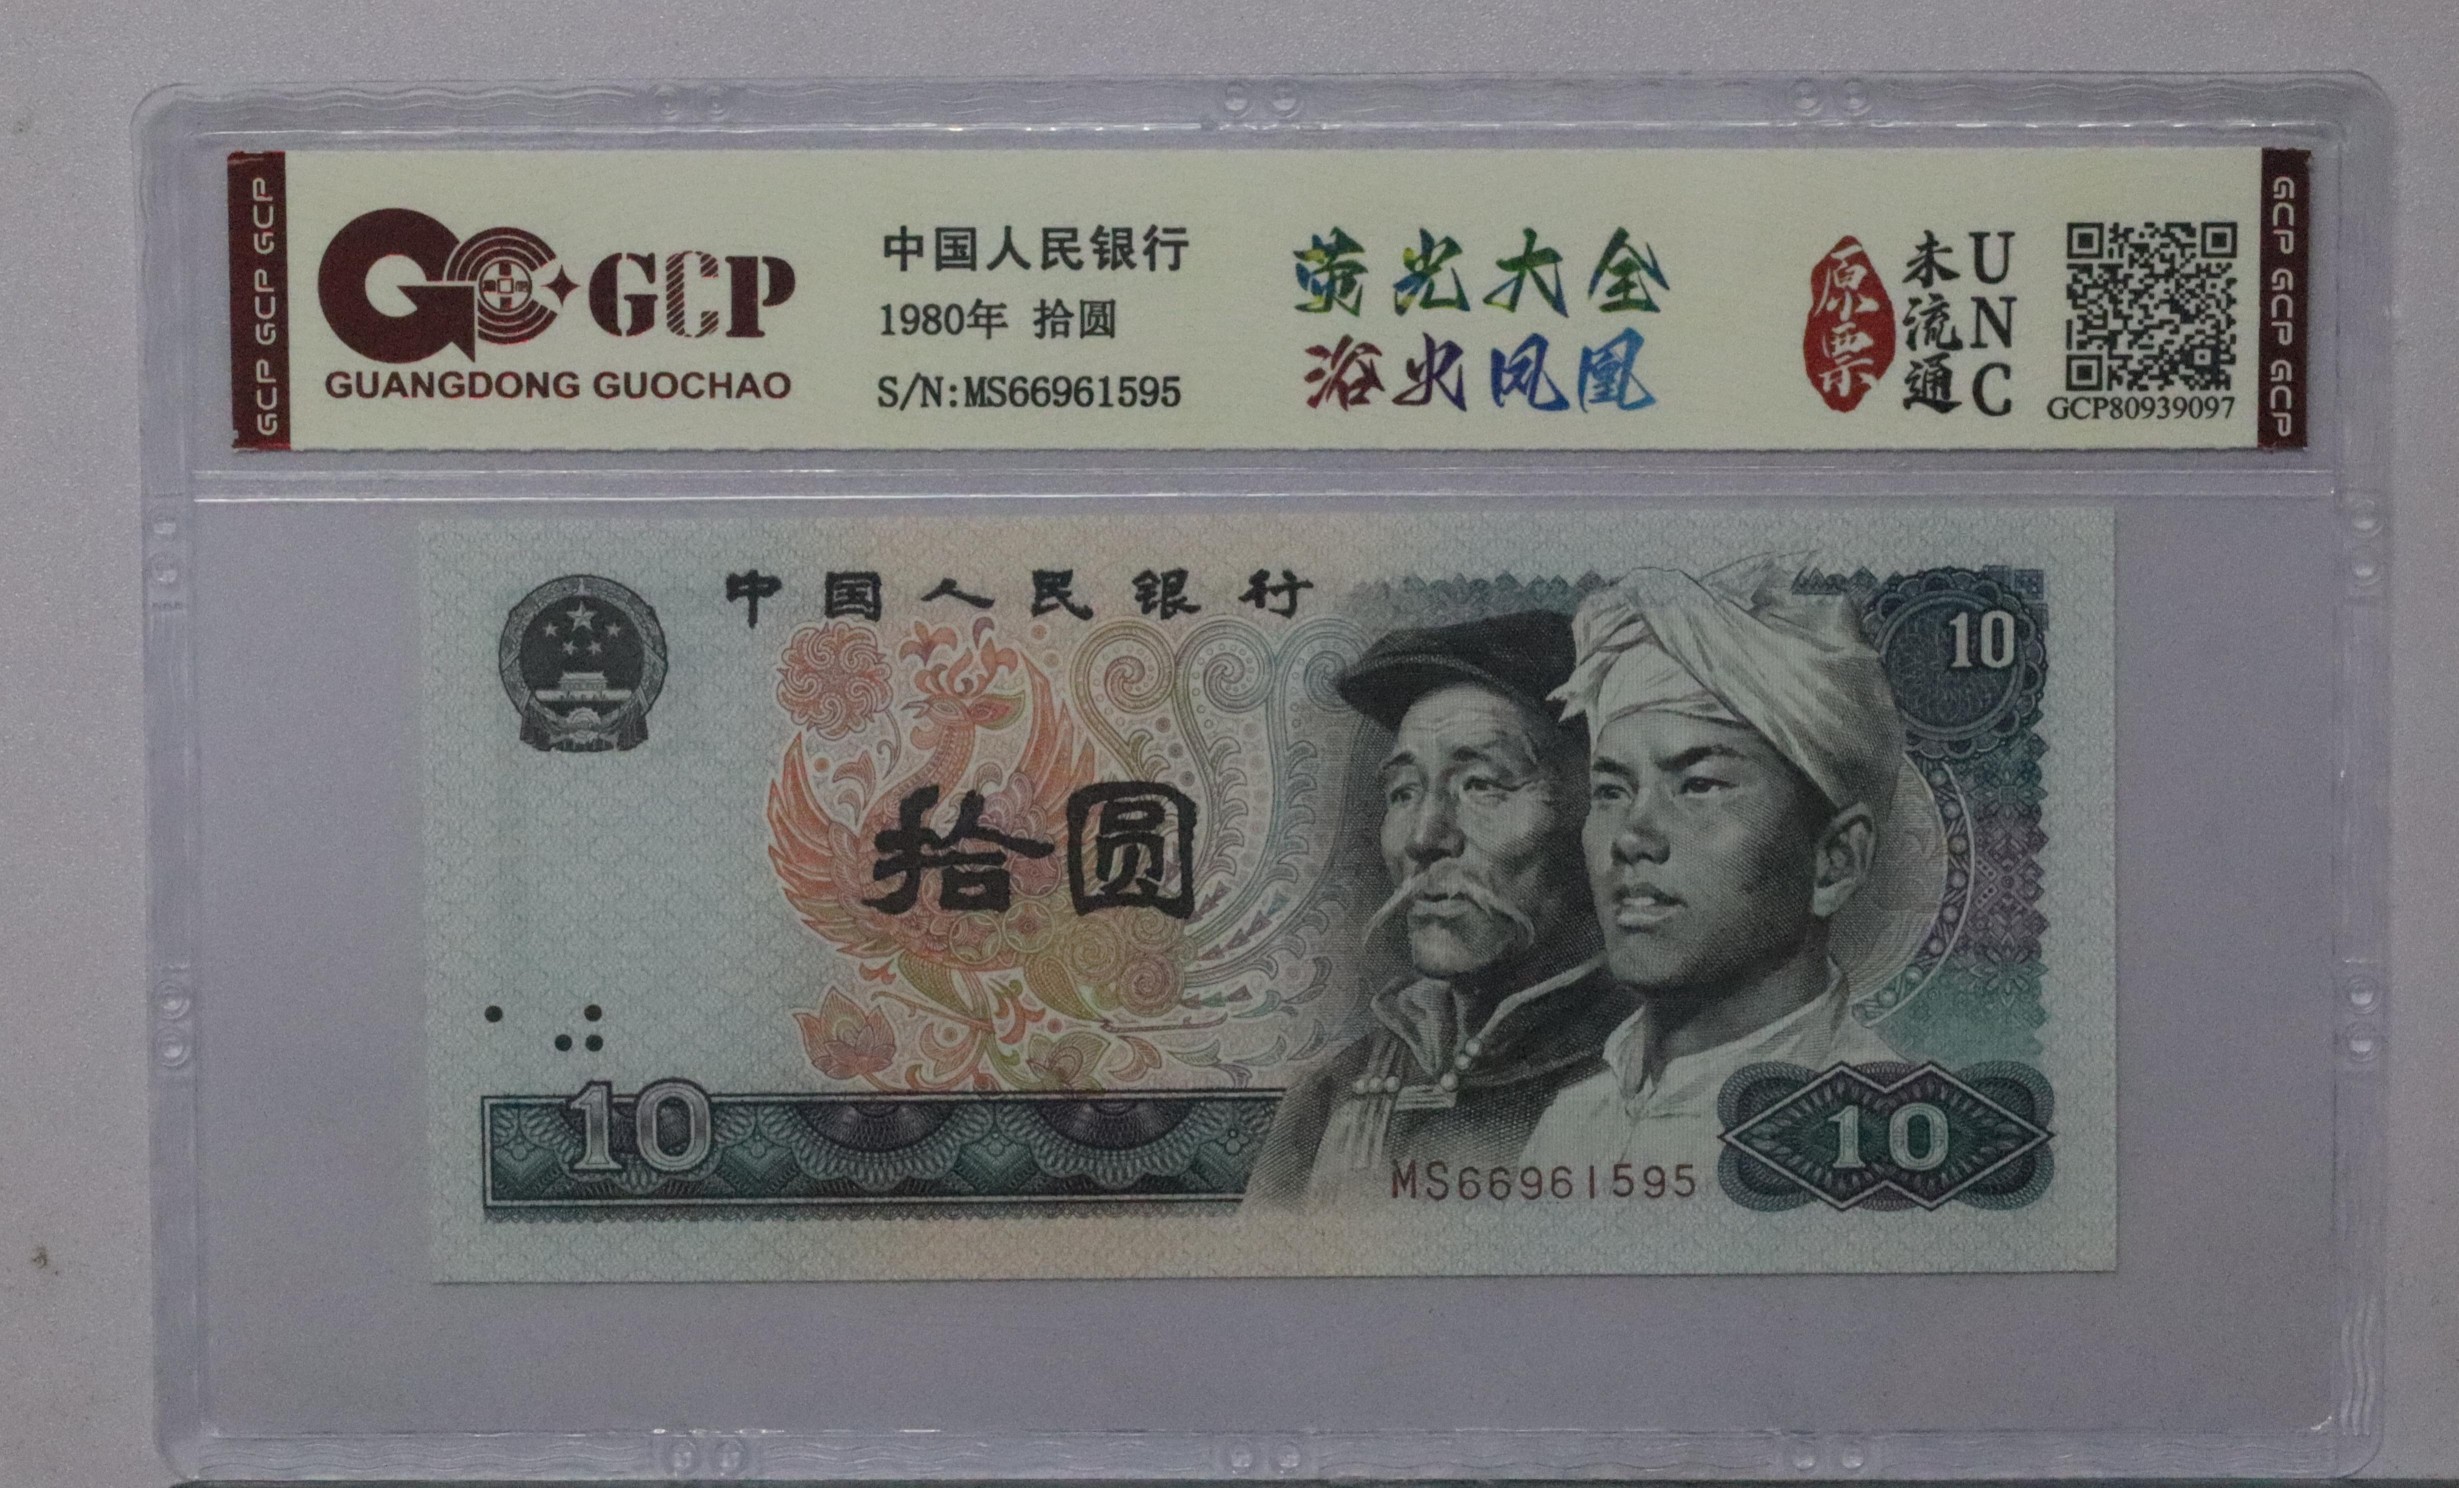 GCP GCP GCP
GCP
GUANGDONG GUOCHAO
中国人民银行
1980年 拾圆
S/N:MS66961595
荧光大全
浴火凤凰
原票
未流通
UNC
GCP80939097
GCP GCP GCP
中国人民银行
10
拾圆
10
MS66961595
10